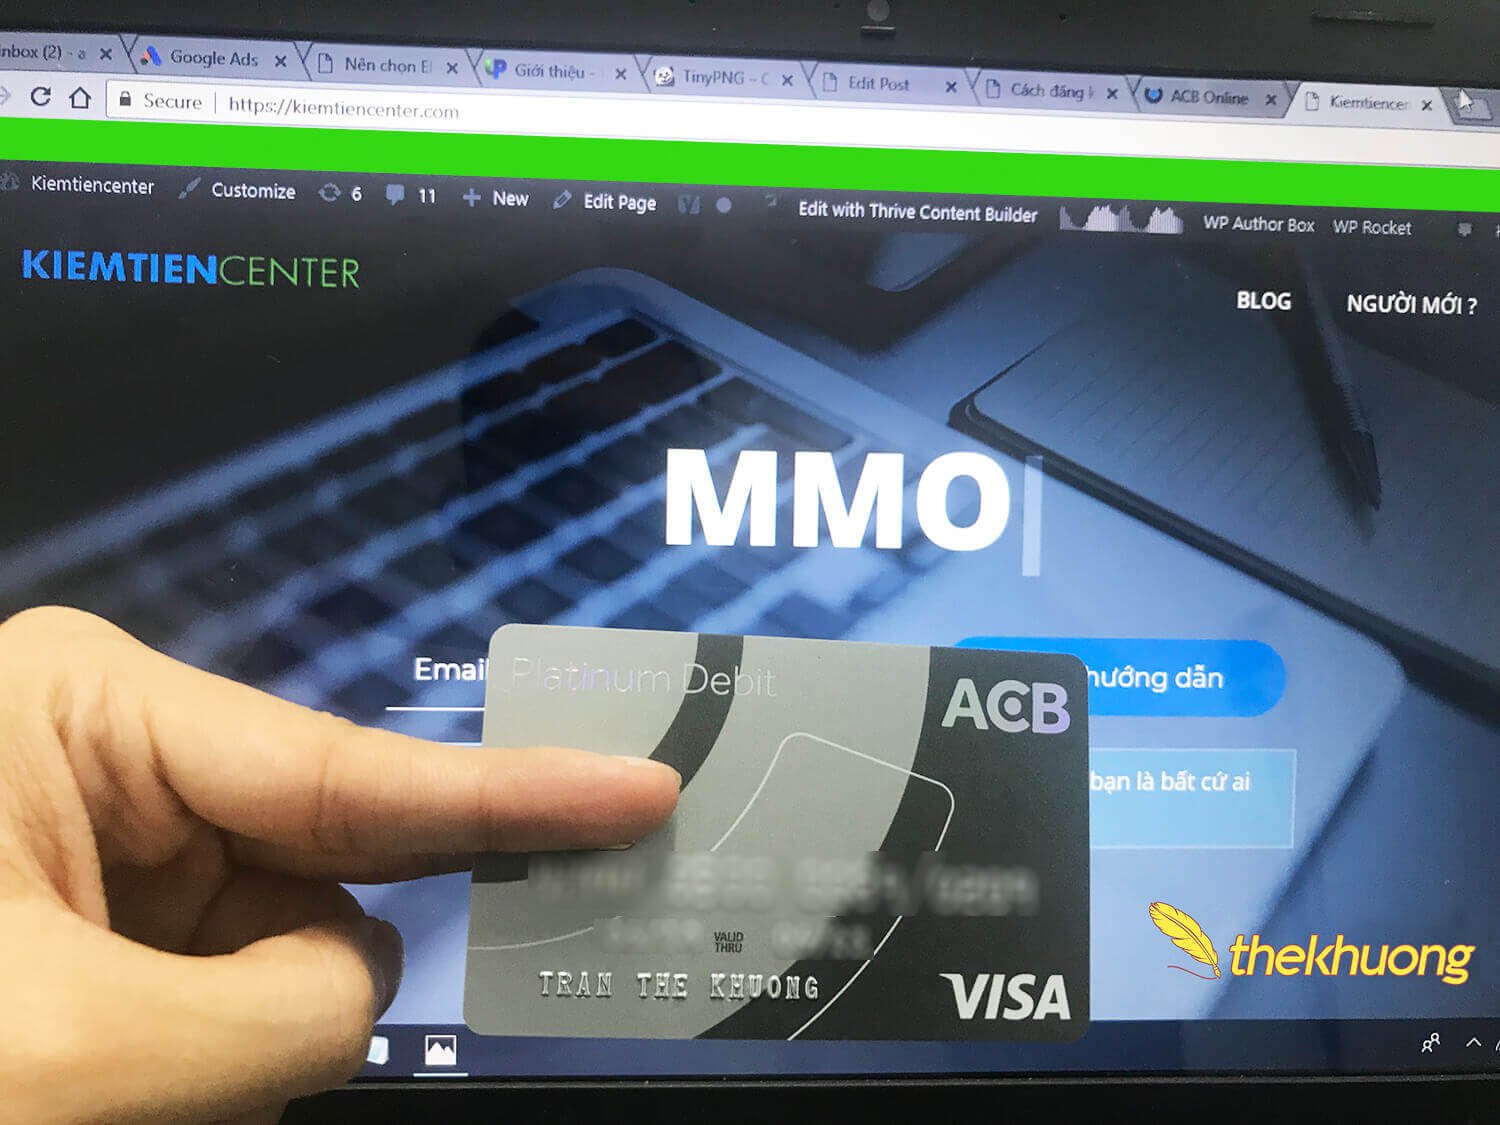 nbox (2) - a
Google Ads
Nên chọn
Giới thiệu -
TinyPNG –
Edit Post
Cách đăng k
ACB Online
Kiemtiencen
Secure | https://kiemtiencenter.com
Kiemtiencenter
Customize
6
11
New
Edit Page
Edit with Thrive Content Builder
WP Author Box
WP Rocket
KIEMTIENCENTER
BLOG
NGƯỜI MỚI ?
MMO
Email
hướng dẫn
bạn là bất cứ ai
Platinum Debit
ACB
VALID
THRU
TRAN THE KHUONG
VISA
thekhuong